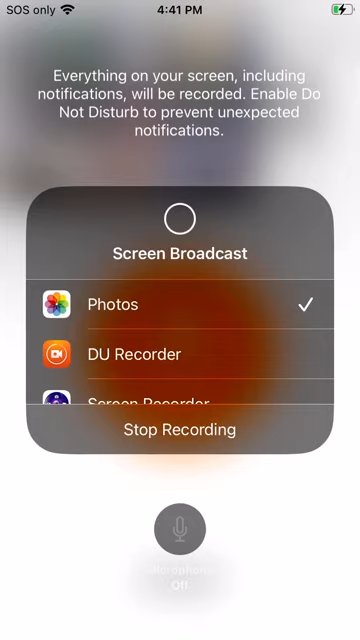 SOS only
4:41 PM
Everything on your screen, including
notifications, will be recorded. Enable Do
Not Disturb to prevent unexpected
notifications.
Screen Broadcast
Photos
DU Recorder
Screen Recorder
Stop Recording
Microphone
Off